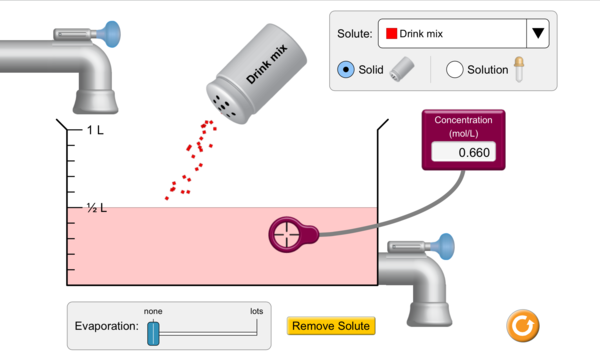 Solute: Drink mix
Solid
Solution
Drink mix
Concentration
(mol/L)
0.660
1 L
½ L
none
lots
Evaporation:
Remove Solute